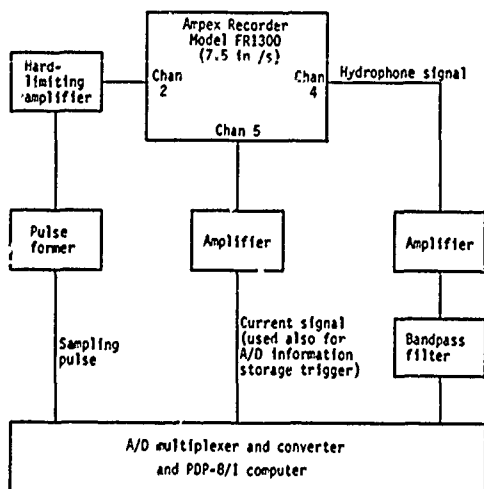 Ampex Recorder
Model FR1300
(7.5 in /s)
Hard-
limiting
amplifier
Chan
2
Chan
4
Hydrophone signal
Chan 5
Pulse
former
Amplifier
Amplifier
Sampling
pulse
Current signal
(used also for
A/D information
storage trigger)
Bandpass
filter
A/D multiplexer and converter
and PDP-8/I computer